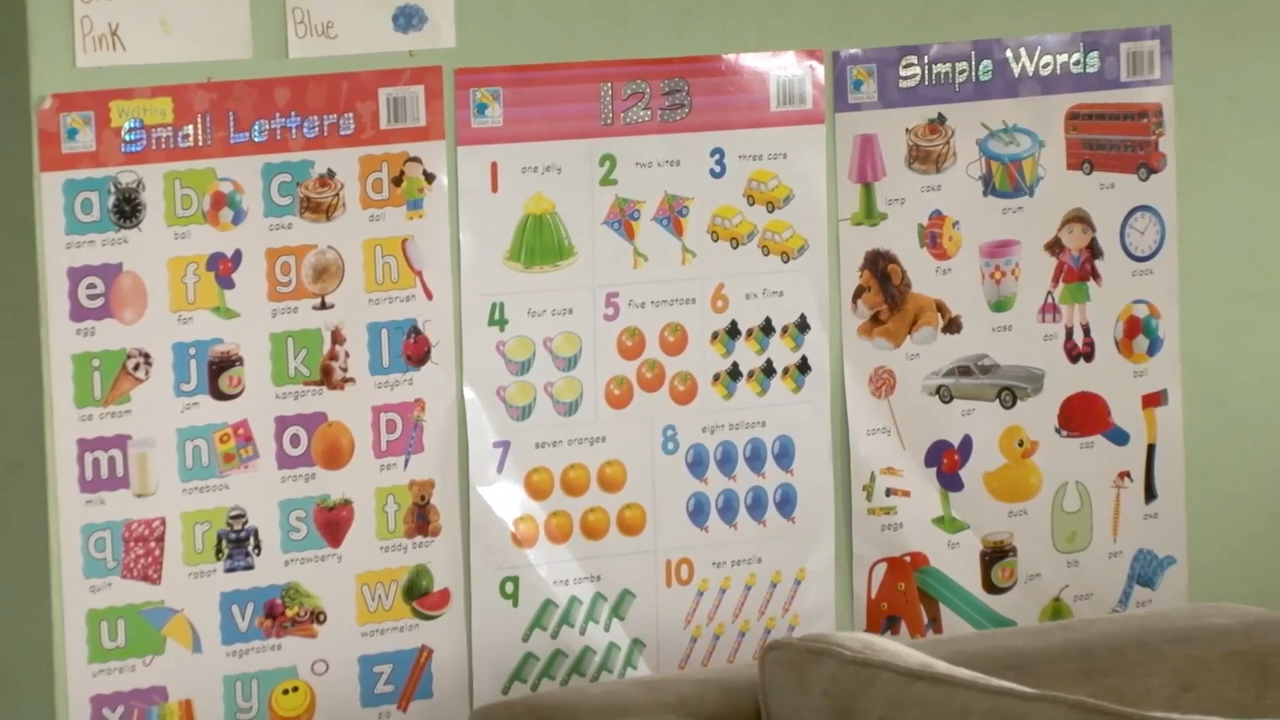 Pink
Blue
Writing
Small Letters
a
alarm clock
b
ball
c
cake
d
doll
e
egg
f
fan
g
globe
h
hairbrush
i
ice cream
j
jam
k
kangaroo
l
ladybird
m
milk
n
notebook
o
orange
p
pen
q
quilt
r
robot
s
strawberry
t
teddy bear
u
umbrella
v
vegetables
w
watermelon
x
y
z
zip
123
1
one jelly
2
two kites
3
three cars
4
four cups
5
five tomatoes
6
six films
7
seven oranges
8
eight balloons
9
nine combs
10
ten pencils
Simple Words
lamp
cake
drum
bus
fish
vase
doll
clock
lion
car
ball
candy
cap
pegs
fan
duck
bib
pen
axe
jam
pear
belt